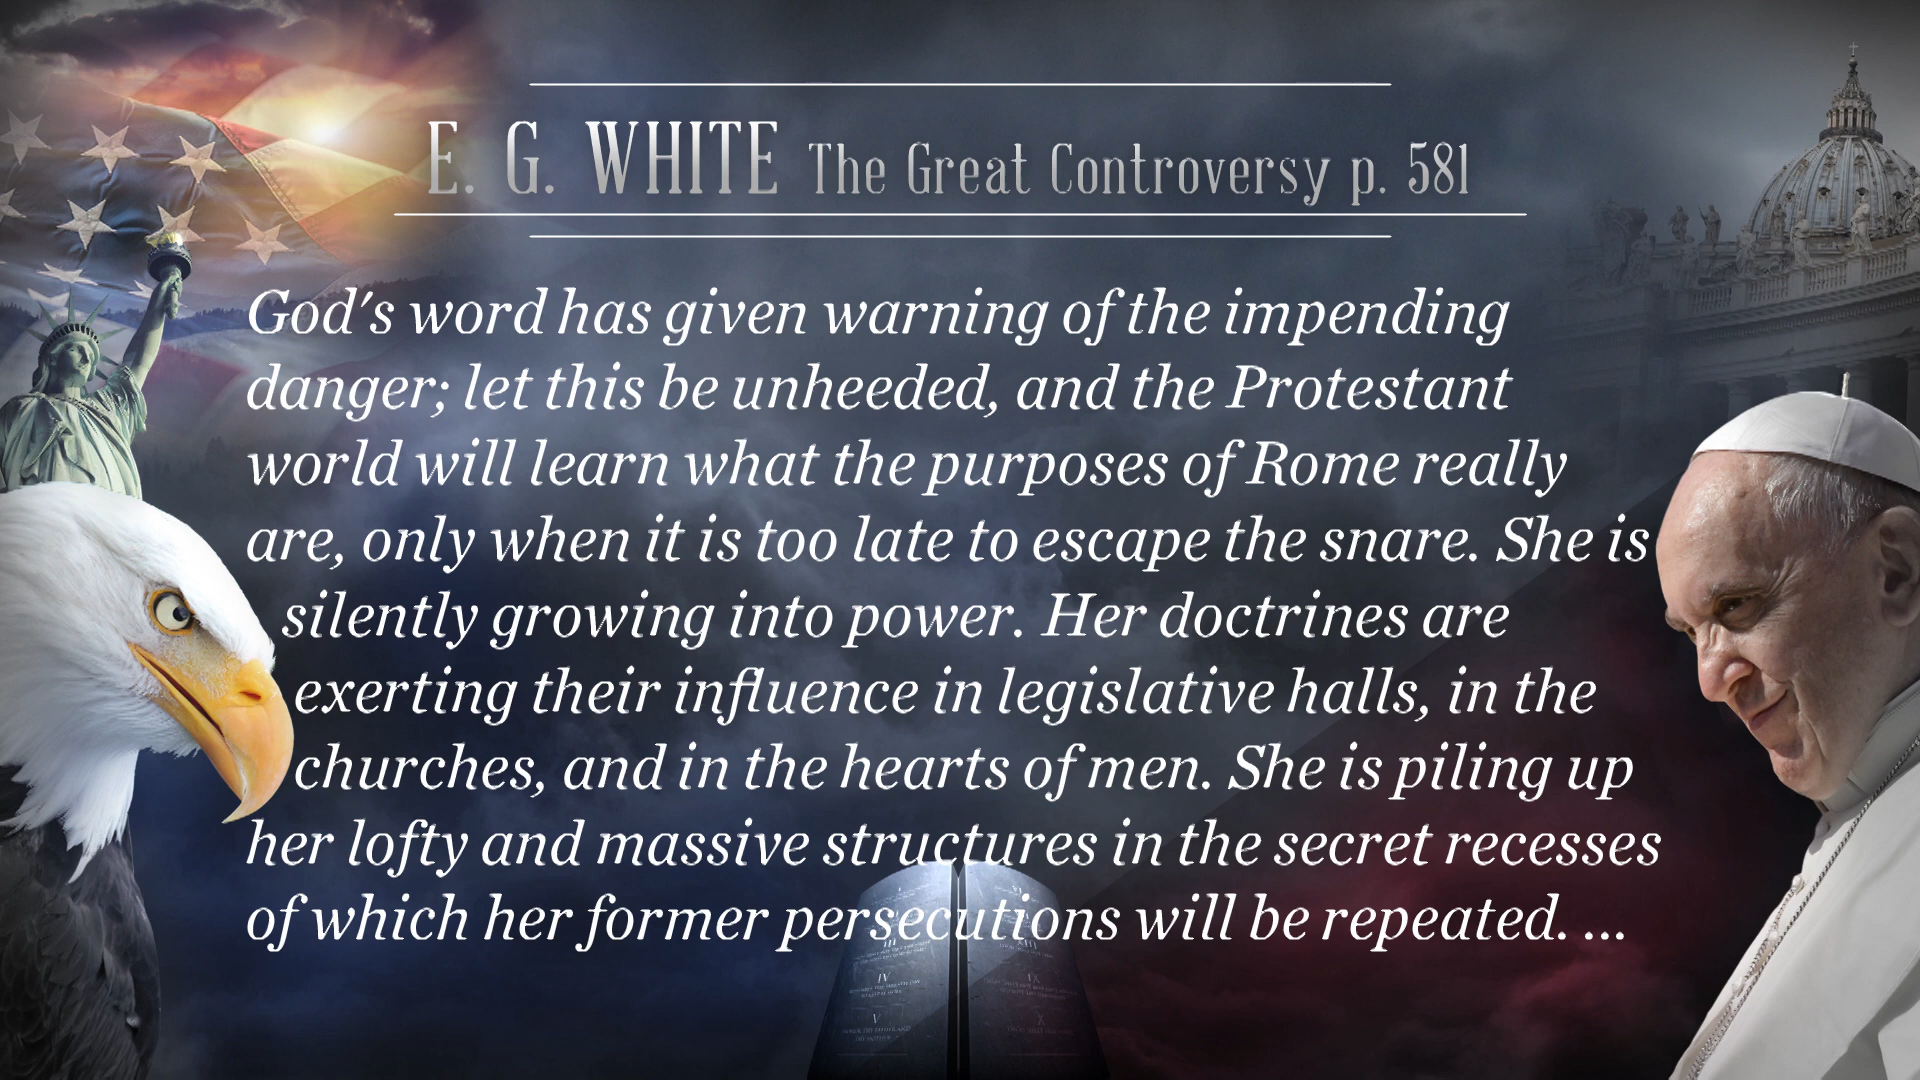 E. G. WHITE The Great Controversy p. 581
God's word has given warning of the impending
danger; let this be unheeded, and the Protestant
world will learn what the purposes of Rome really
are, only when it is too late to escape the snare. She is
silently growing into power. Her doctrines are
exerting their influence in legislative halls, in the
churches, and in the hearts of men. She is piling up
her lofty and massive structures in the secret recesses
of which her former persecutions will be repeated. ...
III
IV IX
V X